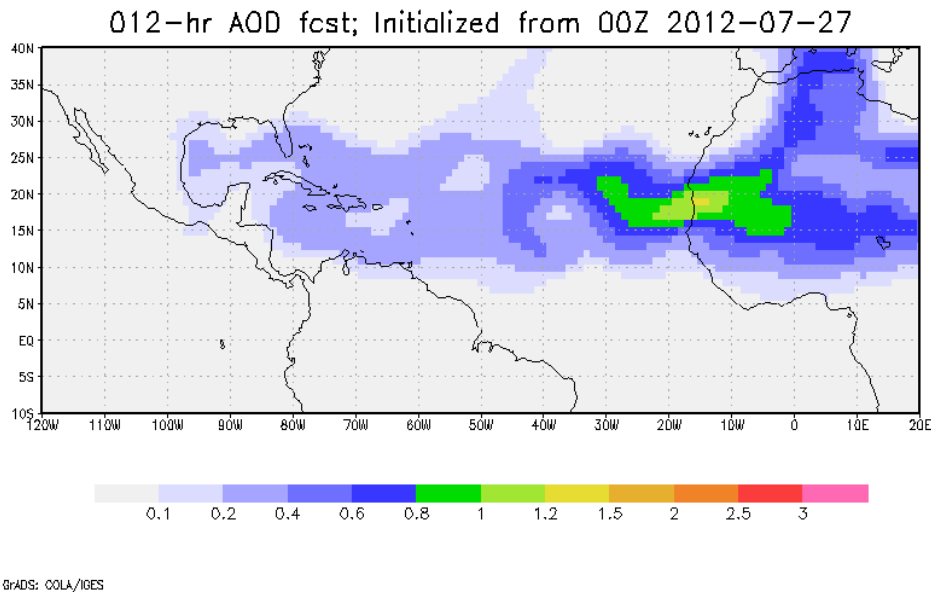 012-hr AOD fcst; Initialized from 00Z 2012-07-27
40N
35N
30N
25N
20N
15N
10N
5N
EQ
5S
10S
120W 110W 100W 90W 80W 70W 60W 50W 40W 30W 20W 10W 0 10E 20E
0.1 0.2 0.4 0.6 0.8 1 1.2 1.5 2 2.5 3
GrADS: COLA/IGES